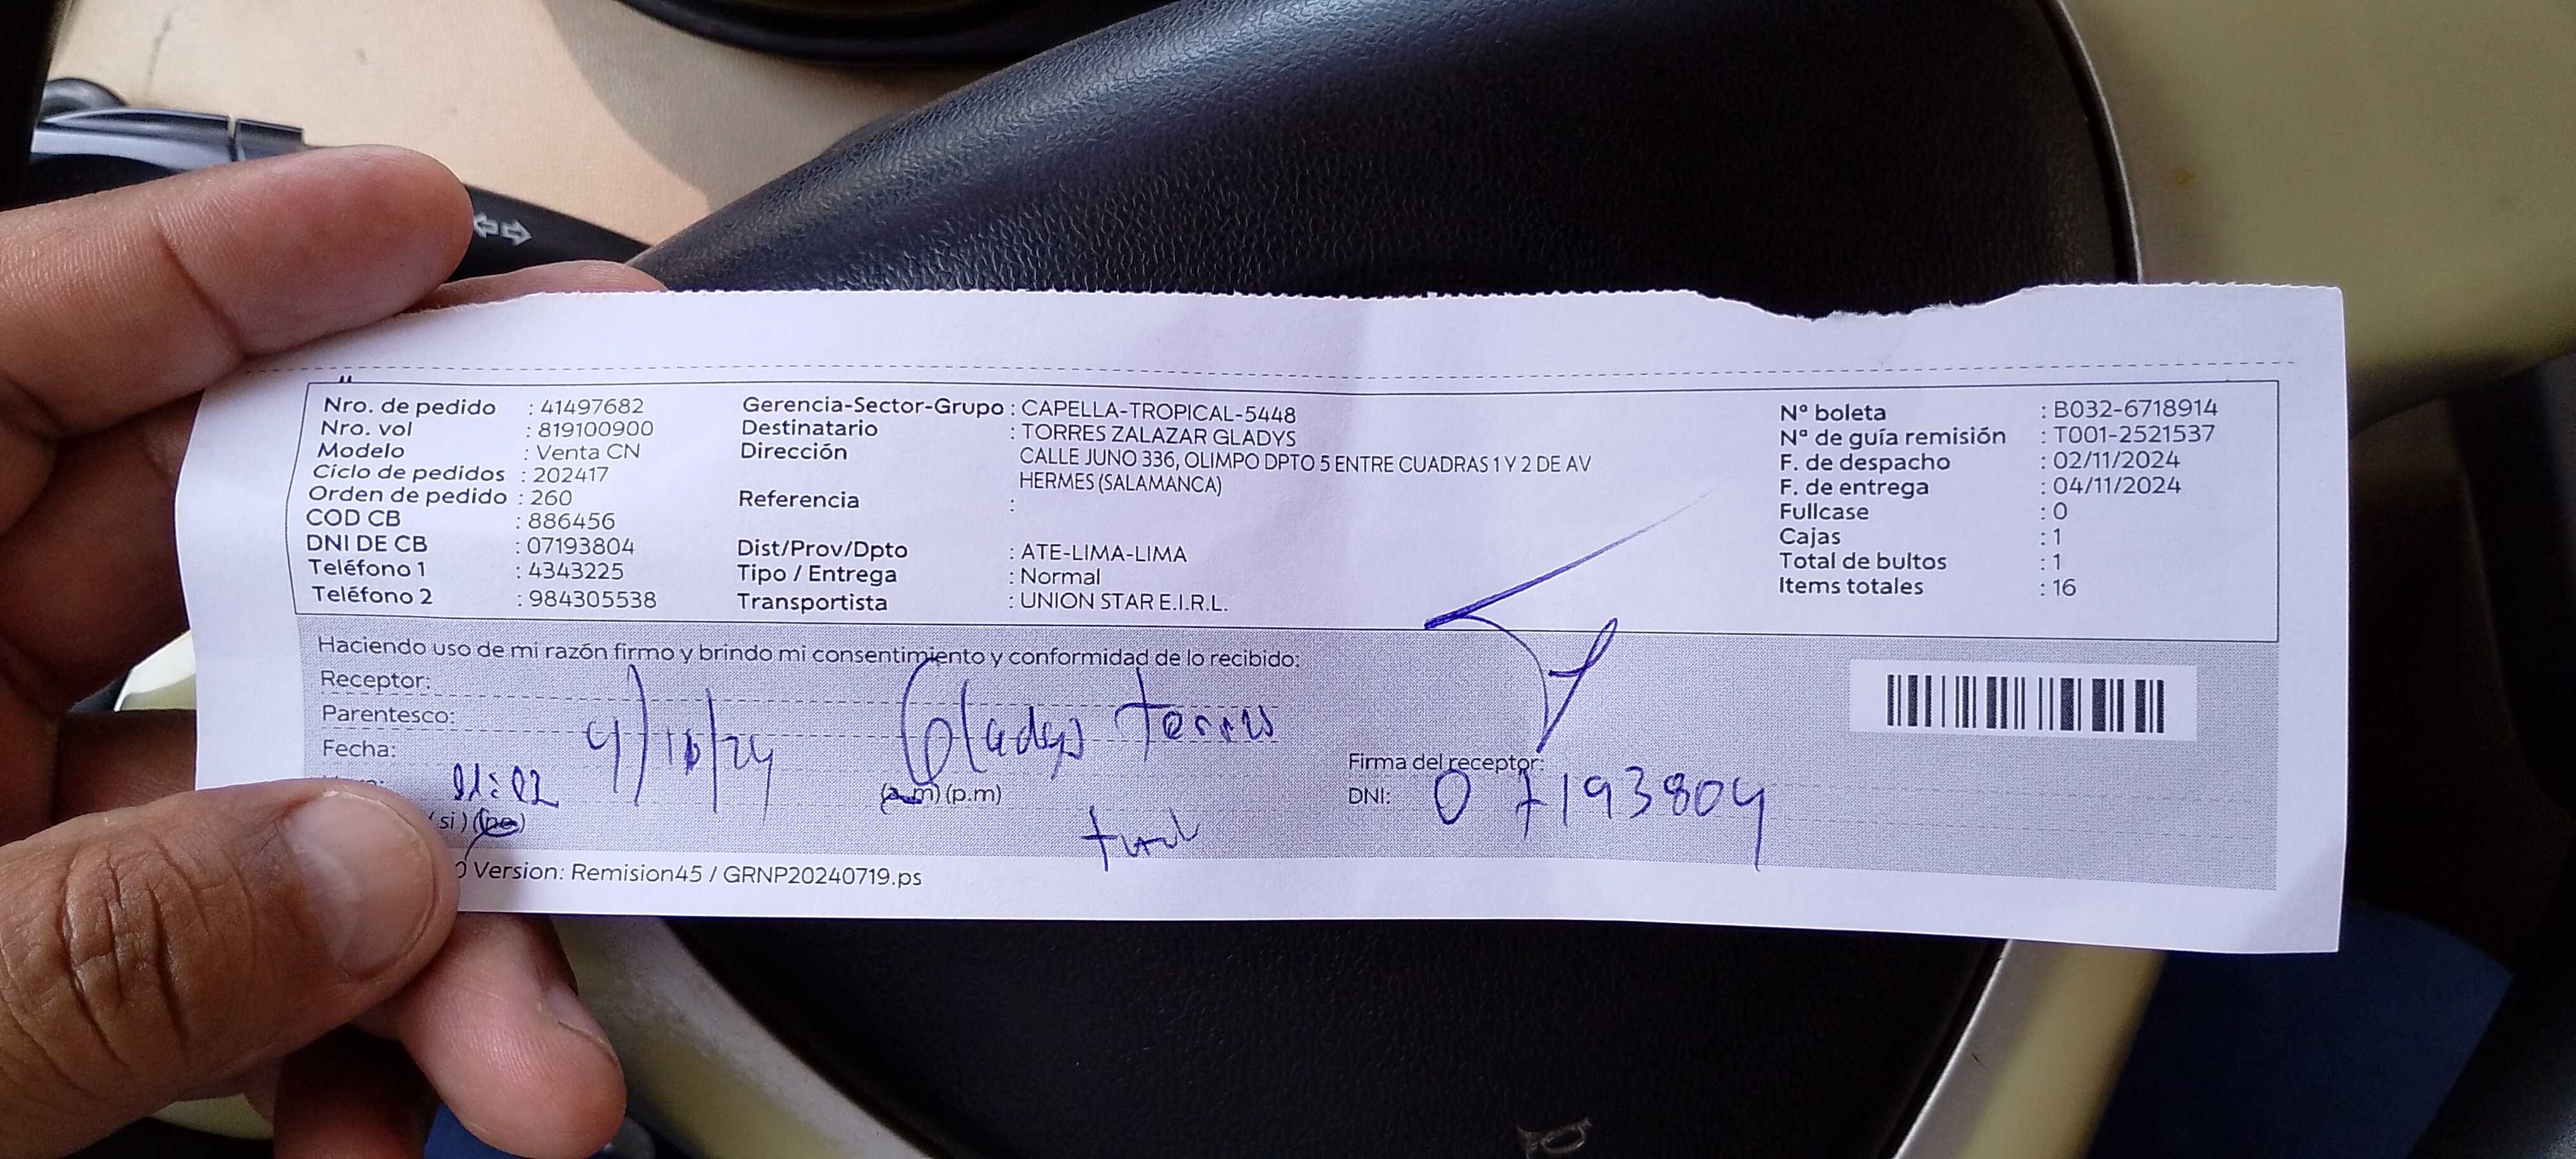 Nro. de pedido : 41497682
Nro. vol : 819100900
Modelo : Venta CN
Ciclo de pedidos : 202417
Orden de pedido : 260
COD CB : 886456
DNI DE CB : 07193804
Teléfono 1 : 4343225
Teléfono 2 : 984305538
Gerencia-Sector-Grupo : CAPELLA-TROPICAL-5448
Destinatario : TORRES ZALAZAR GLADYS
Dirección CALLE JUNO 336, OLIMPO DPTO 5 ENTRE CUADRAS 1 Y 2 DE AV
HERMES (SALAMANCA)
Referencia :
Dist/Prov/Dpto : ATE-LIMA-LIMA
Tipo / Entrega : Normal
Transportista : UNION STAR E.I.R.L.
Nº boleta : B032-6718914
Nº de guía remisión : T001-2521537
F. de despacho : 02/11/2024
F. de entrega : 04/11/2024
Fullcase : 0
Cajas : 1
Total de bultos : 1
Items totales : 16
Haciendo uso de mi razón firmo y brindo mi consentimiento y conformidad de lo recibido:
Receptor:
Parentesco: Gladys Torres
Fecha:
(a.m) (p.m)
(si) (no)
Firma del receptor:
DNI: 07193804
Version: Remision45 / GRNP20240719.ps